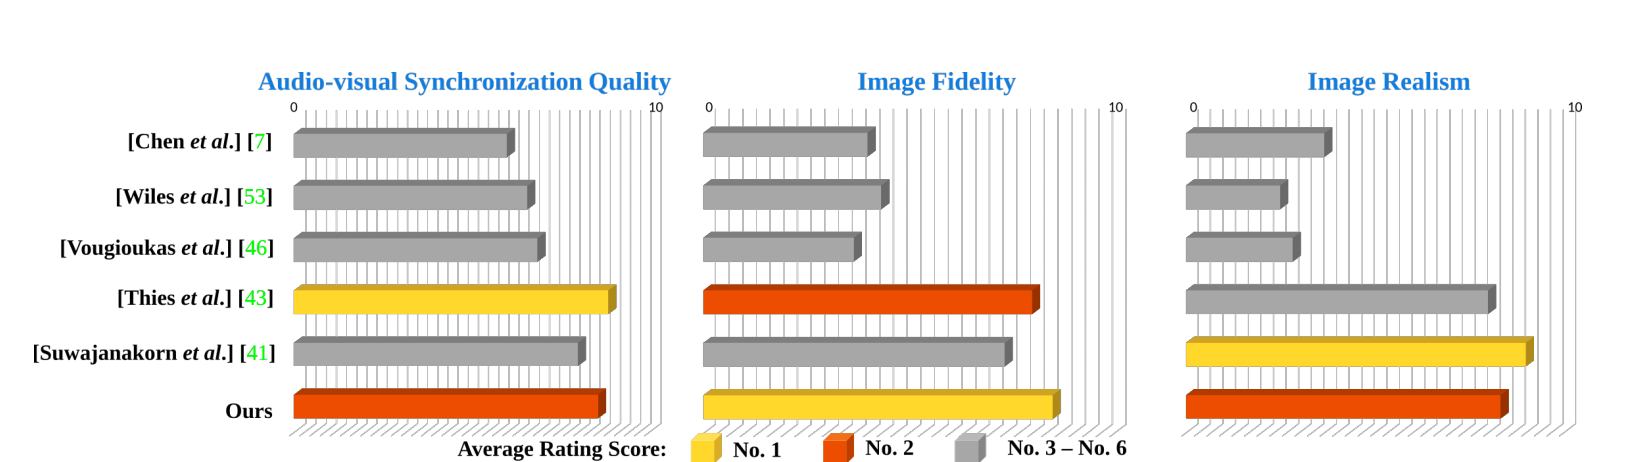 Audio-visual Synchronization Quality Image Fidelity Image Realism
0 10 0 10 0 10
[Chen et al.] [7]
[Wiles et al.] [53]
[Vougioukas et al.] [46]
[Thies et al.] [43]
[Suwajanakorn et al.] [41]
Ours
Average Rating Score: No. 1 No. 2 No. 3 – No. 6